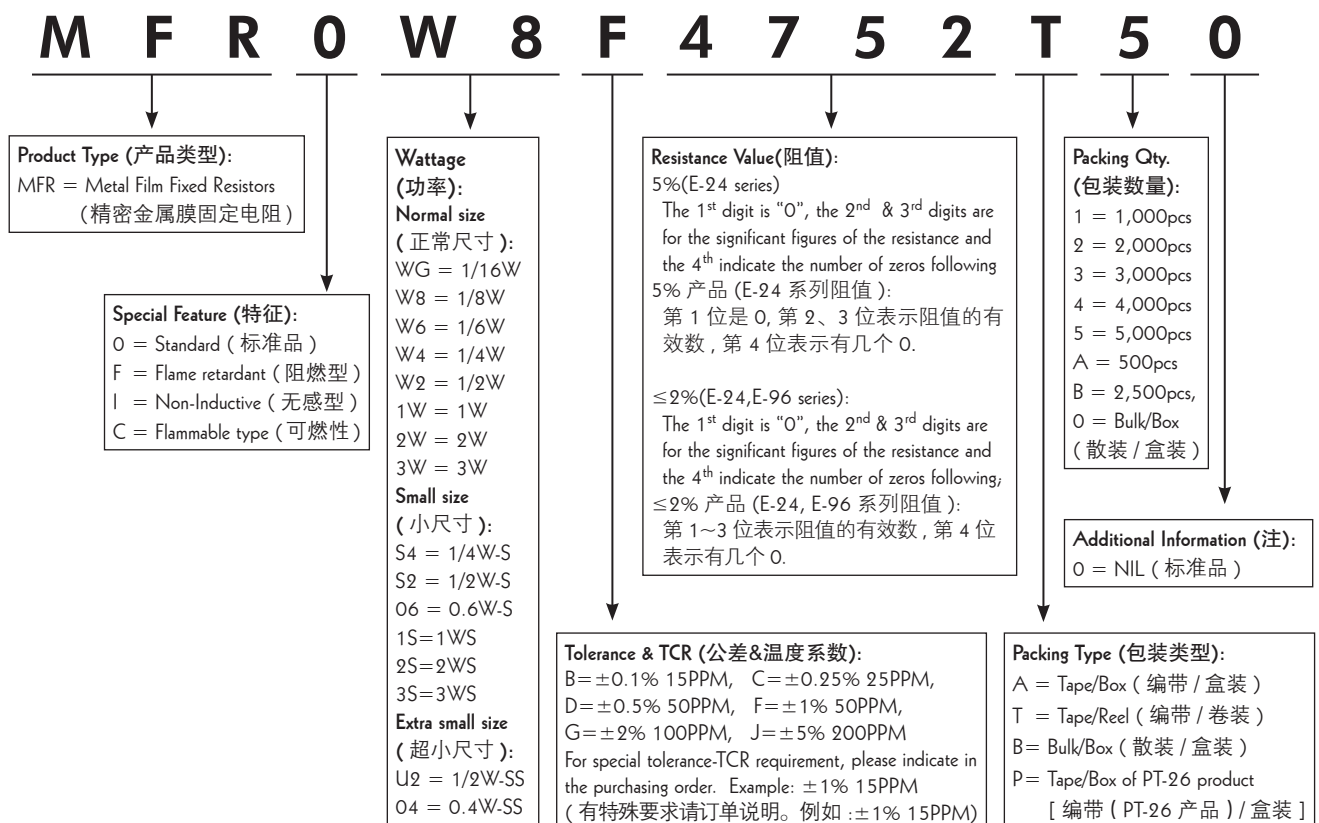 M F R 0 W 8 F 4 7 5 2 T 5 0
Product Type (产品类型):
MFR = Metal Film Fixed Resistors
(精密金属膜固定电阻)
Special Feature (特征):
0 = Standard ( 标准品 )
F = Flame retardant ( 阻燃型 )
I = Non-Inductive ( 无感型 )
C = Flammable type ( 可燃性 )
Wattage
(功率):
Normal size
( 正常尺寸 ):
WG = 1/16W
W8 = 1/8W
W6 = 1/6W
W4 = 1/4W
W2 = 1/2W
1W = 1W
2W = 2W
3W = 3W
Small size
( 小尺寸 ):
S4 = 1/4W-S
S2 = 1/2W-S
06 = 0.6W-S
1S=1WS
2S=2WS
3S=3WS
Extra small size
( 超小尺寸 ):
U2 = 1/2W-SS
04 = 0.4W-SS
Tolerance & TCR (公差&温度系数):
B=±0.1% 15PPM, C=±0.25% 25PPM,
D=±0.5% 50PPM, F=±1% 50PPM,
G=±2% 100PPM, J=±5% 200PPM
For special tolerance-TCR requirement, please indicate in
the purchasing order. Example: ±1% 15PPM
( 有特殊要求请订单说明。例如 :±1% 15PPM)
Resistance Value(阻值):
5%(E-24 series)
The 1st digit is “0”, the 2nd & 3rd digits are
for the significant figures of the resistance and
the 4th indicate the number of zeros following
5% 产品 (E-24 系列阻值 ):
第 1 位是 0, 第 2、3 位表示阻值的有
效数 , 第 4 位表示有几个 0.
≤2%(E-24,E-96 series):
The 1st digit is “0”, the 2nd & 3rd digits are
for the significant figures of the resistance and
the 4th indicate the number of zeros following;
≤2% 产品 (E-24, E-96 系列阻值 ):
第 1~3 位表示阻值的有效数 , 第 4 位
表示有几个 0.
Packing Type (包装类型):
A = Tape/Box ( 编带 / 盒装 )
T = Tape/Reel ( 编带 / 卷装 )
B= Bulk/Box ( 散装 / 盒装 )
P= Tape/Box of PT-26 product
[ 编带 ( PT-26 产品 ) / 盒装 ]
Packing Qty.
(包装数量):
1 = 1,000pcs
2 = 2,000pcs
3 = 3,000pcs
4 = 4,000pcs
5 = 5,000pcs
A = 500pcs
B = 2,500pcs,
0 = Bulk/Box
( 散装 / 盒装 )
Additional Information (注):
0 = NIL ( 标准品 )